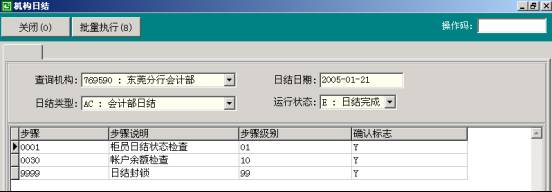 机构日结
关闭(O) 批量执行(B) 操作码:
查询机构: 769590 : 东莞分行会计部 日结日期: 2005-01-21
日结类型: AC : 会计部日结 运行状态: E : 日结完成
步骤 步骤说明 步骤级别 确认标志
0001 柜员日结状态检查 01 Y
0030 帐户余额检查 10 Y
9999 日结封锁 99 Y